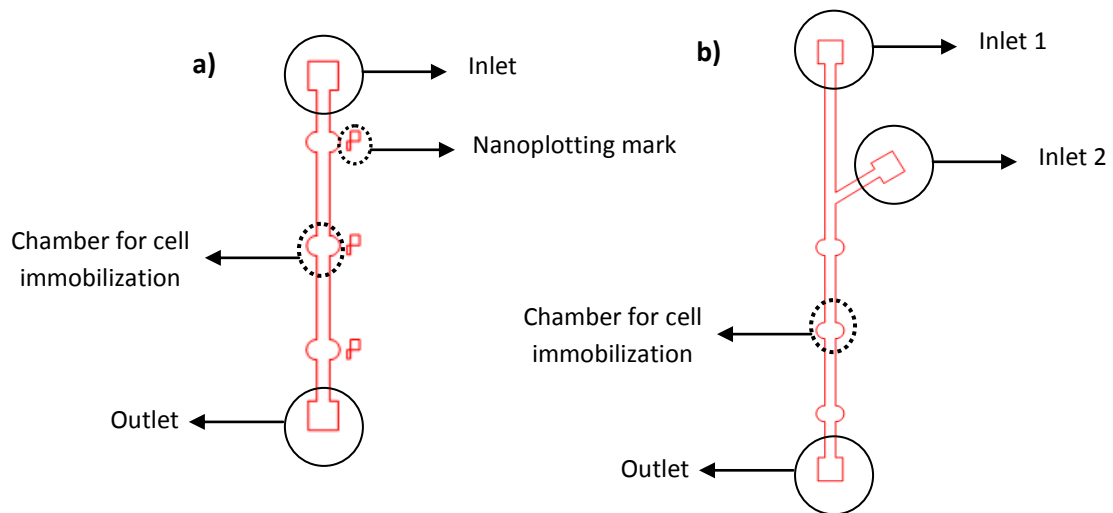 a)
Inlet
Nanoplotting mark
Chamber for cell
immobilization
Outlet
b)
Inlet 1
Inlet 2
Chamber for cell
immobilization
Outlet